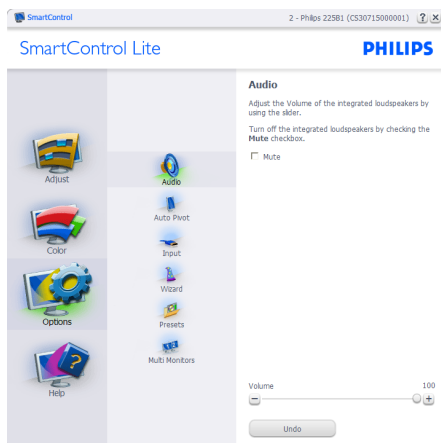 SmartControl
2 - Philips 225B1 (CS30715000001)
? ×
SmartControl Lite
PHILIPS
Adjust
Color
Options
Help
Audio
Auto Pivot
Input
Wizard
Presets
Multi Monitors
Audio
Adjust the Volume of the integrated loudspeakers by
using the slider.
Turn off the integrated loudspeakers by checking the
Mute checkbox.
Mute
Volume
100
Undo